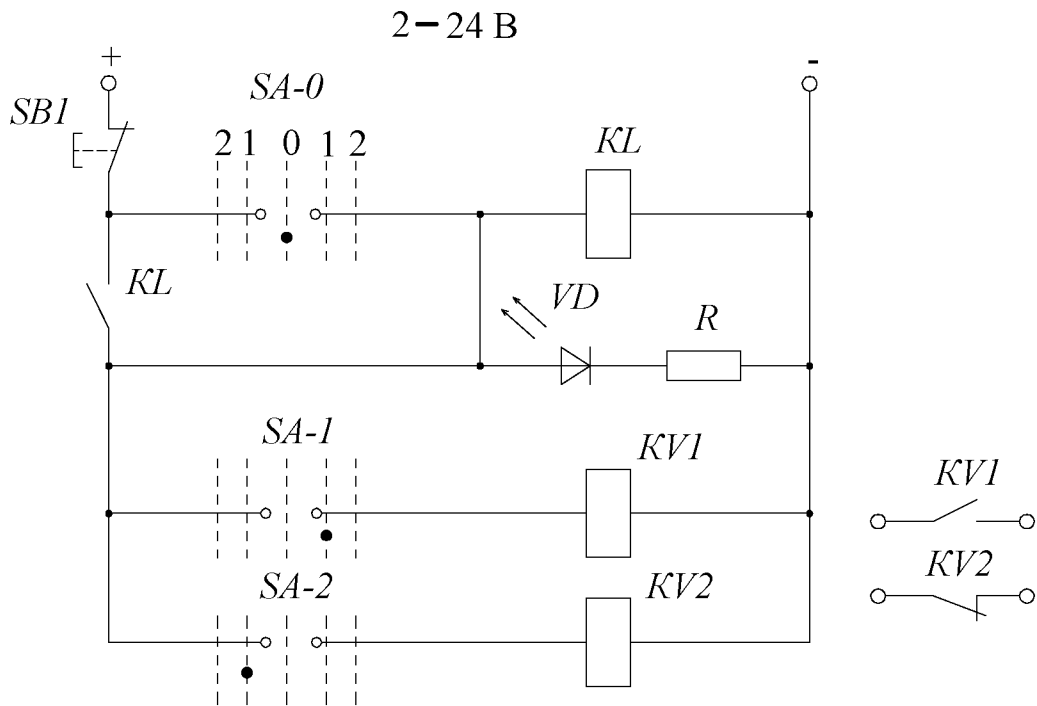 2–24 В
+
-
SB1
SA-0
2 1 0 1 2
KL
KL
VD
R
SA-1
KV1
KV1
SA-2
KV2
KV2